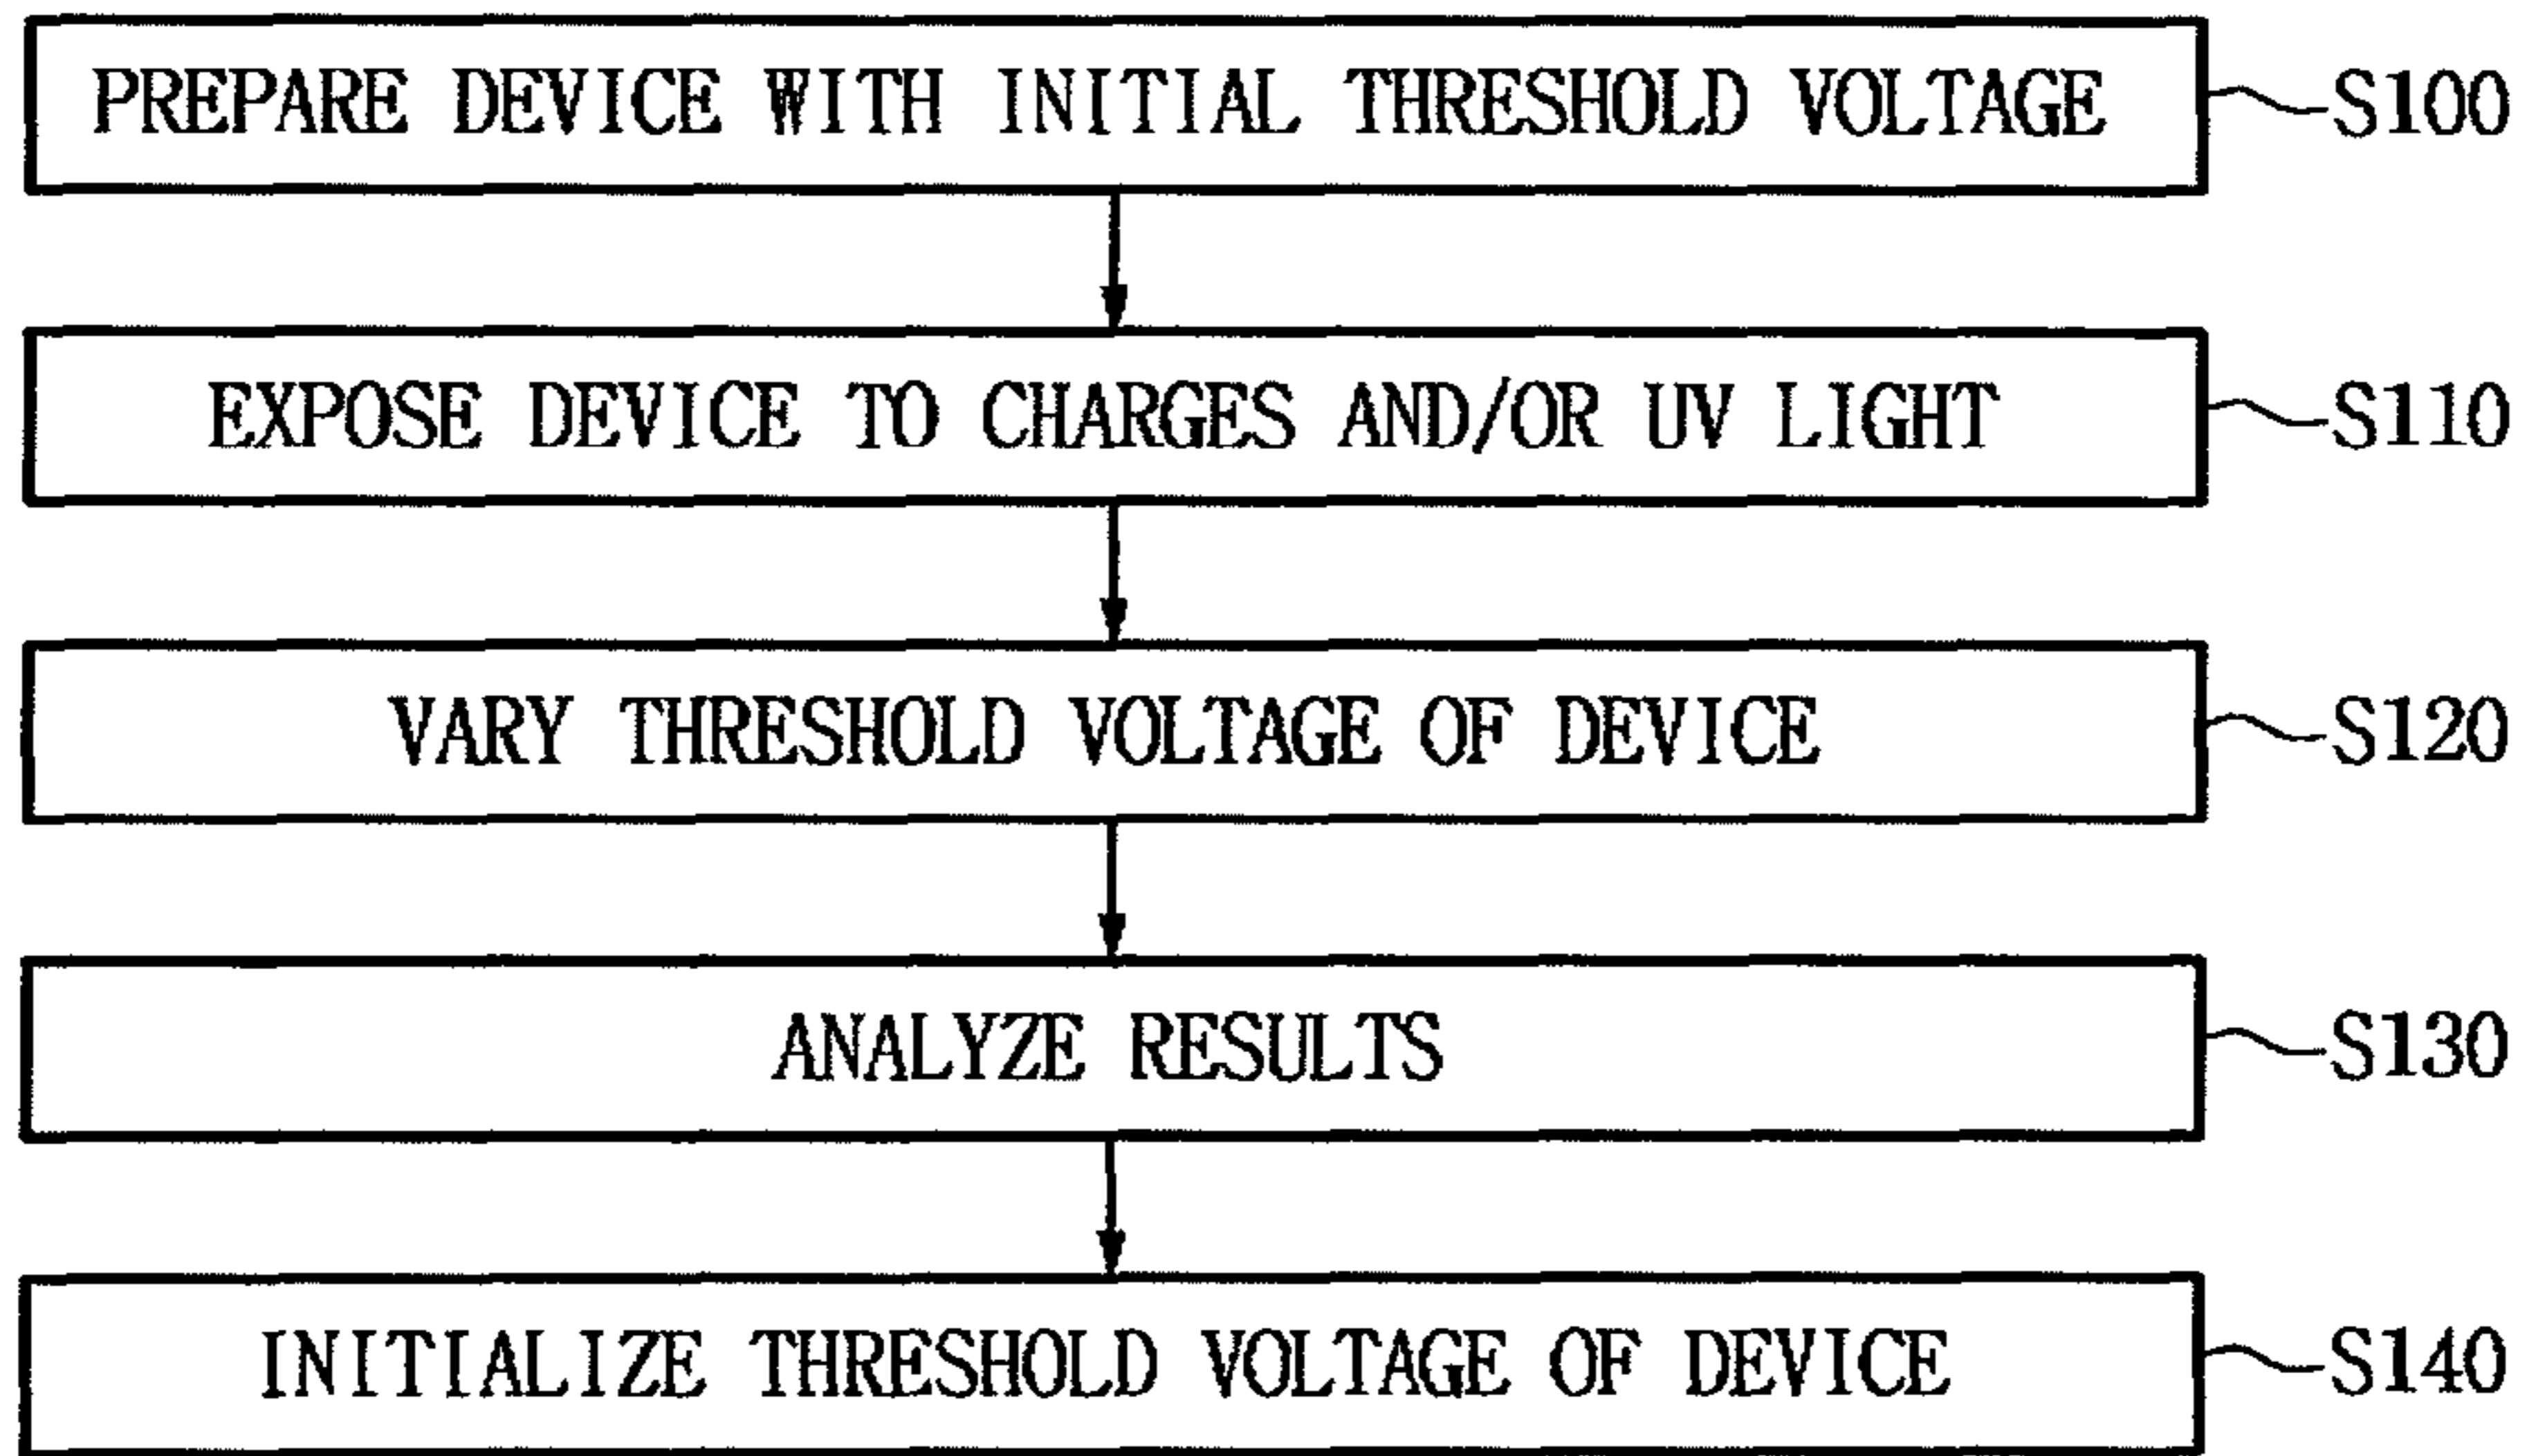 PREPARE DEVICE WITH INITIAL THRESHOLD VOLTAGE S100
EXPOSE DEVICE TO CHARGES AND/OR UV LIGHT S110
VARY THRESHOLD VOLTAGE OF DEVICE S120
ANALYZE RESULTS S130
INITIALIZE THRESHOLD VOLTAGE OF DEVICE S140